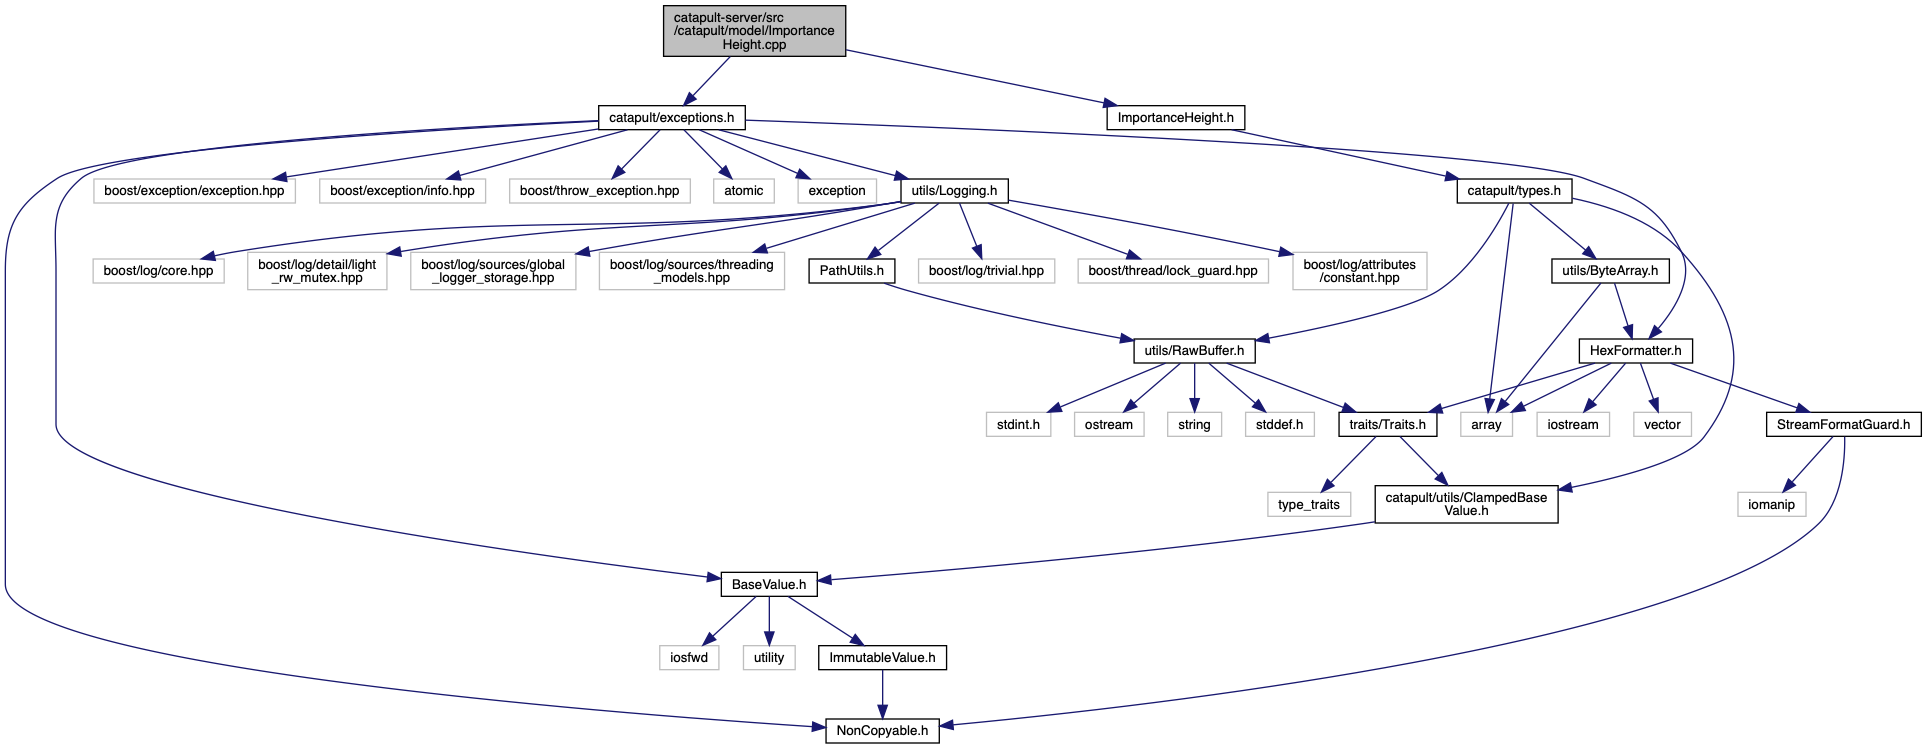 catapult-server/src
/catapult/model/Importance
Height.cpp
catapult/exceptions.h
ImportanceHeight.h
boost/exception/exception.hpp
boost/exception/info.hpp
boost/throw_exception.hpp
atomic
exception
utils/Logging.h
catapult/types.h
boost/log/core.hpp
boost/log/detail/light
_rw_mutex.hpp
boost/log/sources/global
_logger_storage.hpp
boost/log/sources/threading
_models.hpp
PathUtils.h
boost/log/trivial.hpp
boost/thread/lock_guard.hpp
boost/log/attributes
/constant.hpp
utils/ByteArray.h
utils/RawBuffer.h
HexFormatter.h
stdint.h
ostream
string
stddef.h
traits/Traits.h
array
iostream
vector
StreamFormatGuard.h
type_traits
catapult/utils/ClampedBase
Value.h
iomanip
BaseValue.h
iosfwd
utility
ImmutableValue.h
NonCopyable.h